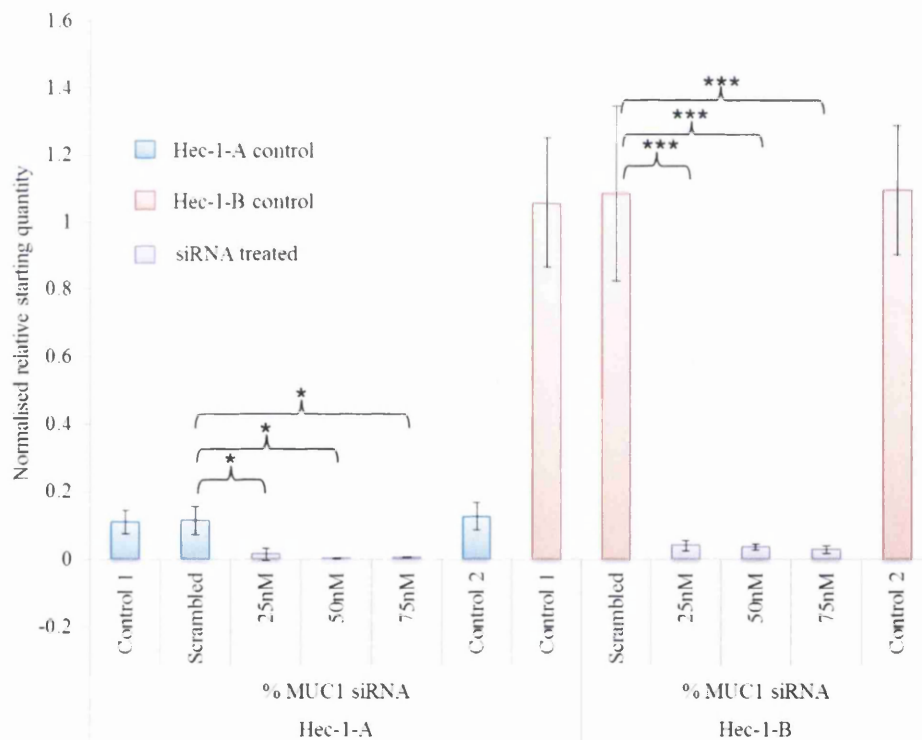 1.6
1.4
1.2
1
0.8
0.6
0.4
0.2
0
-0.2
Normalised relative starting quantity
Hec-1-A control
Hec-1-B control
siRNA treated
*
*
*
***
***
***
Control 1
Scrambled
25nM
50nM
75nM
Control 2
Control 1
Scrambled
25nM
50nM
75nM
Control 2
% MUC1 siRNA
% MUC1 siRNA
Hec-1-A
Hec-1-B